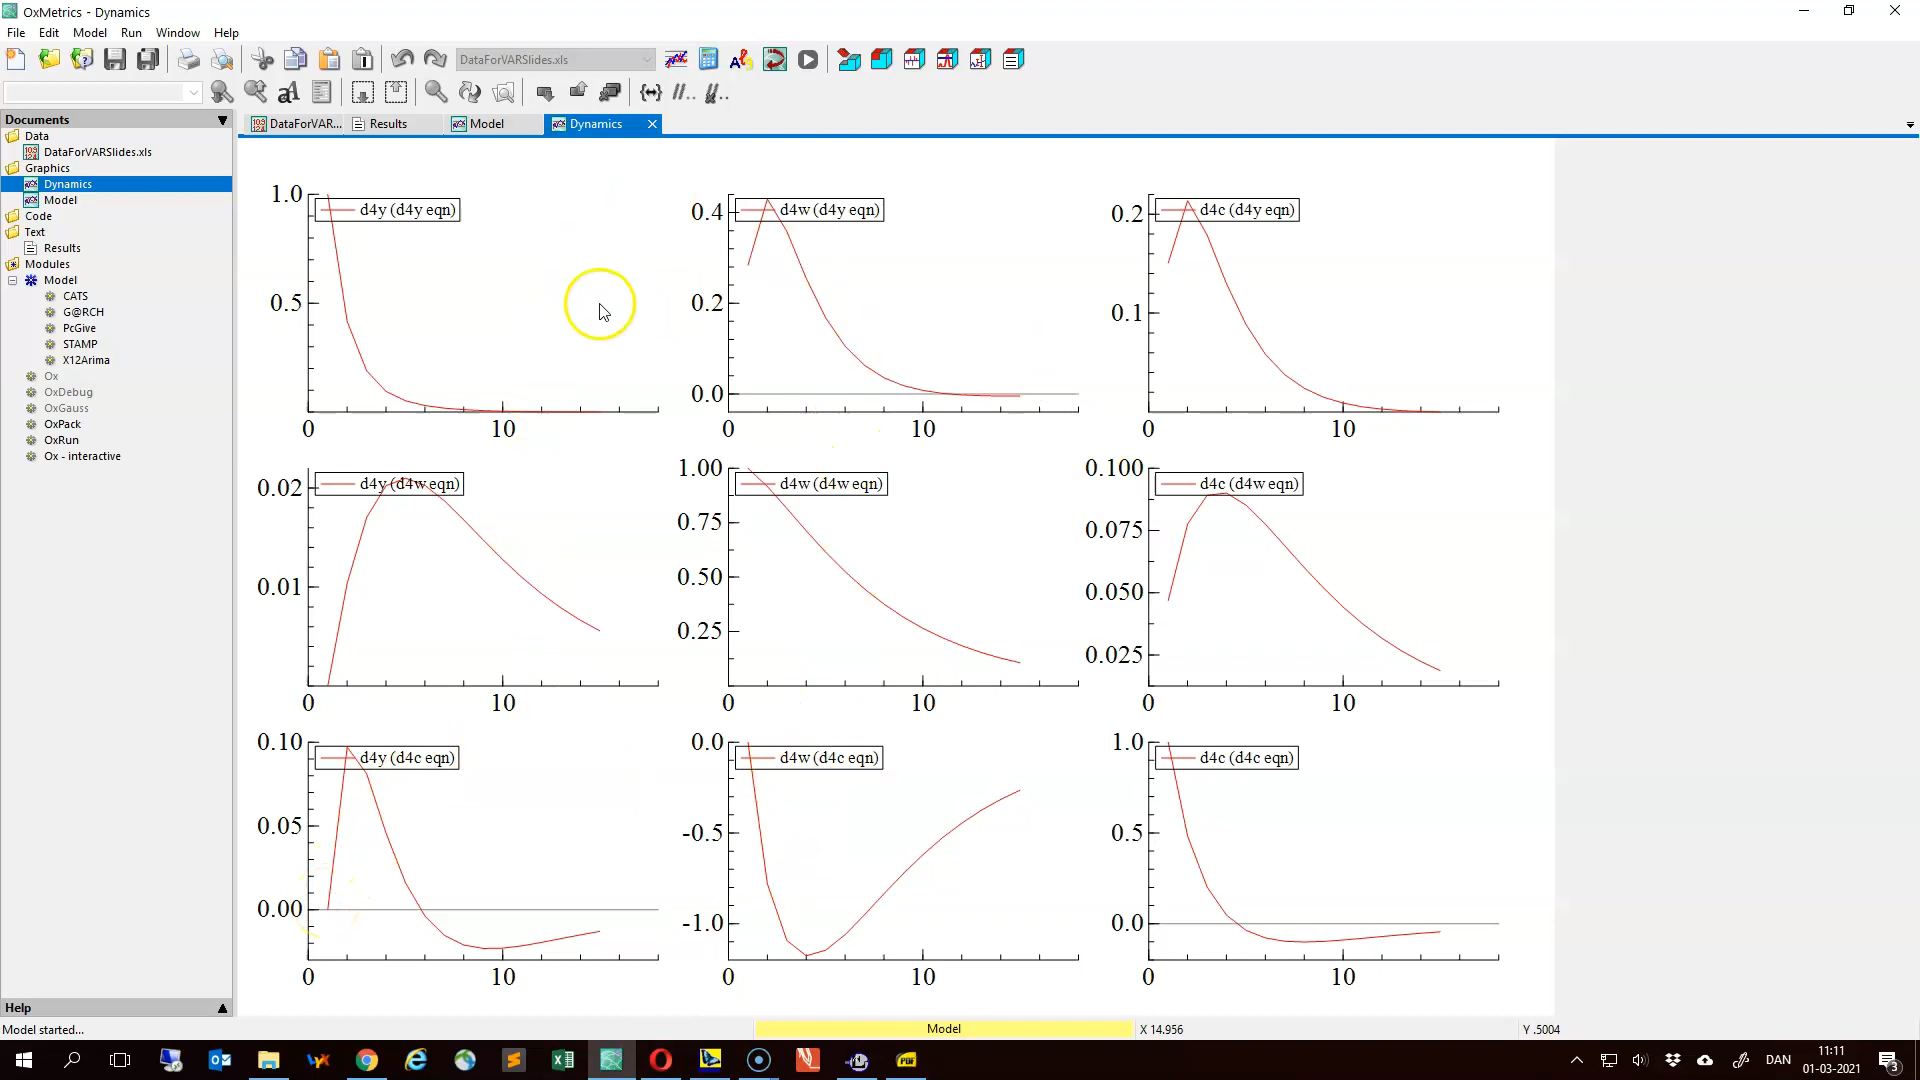 OxMetrics - Dynamics
File Edit Model Run Window Help
DataForVARSlides.xls
Documents
Data
DataForVARSlides.xls
Graphics
Dynamics
Model
Code
Text
Results
Modules
Model
CATS
G@RCH
PcGive
STAMP
X12Arima
Ox
OxDebug
OxGauss
OxPack
OxRun
Ox - interactive
Help
DataForVAR... Results Model Dynamics
d4y (d4y eqn)
1.0
0.5
0 10
d4w (d4y eqn)
0.4
0.2
0.0
0 10
d4c (d4y eqn)
0.2
0.1
0 10
d4y (d4w eqn)
0.02
0.01
0 10
d4w (d4w eqn)
1.00
0.75
0.50
0.25
0 10
d4c (d4w eqn)
0.100
0.075
0.050
0.025
0 10
d4y (d4c eqn)
0.10
0.05
0.00
0 10
d4w (d4c eqn)
0.0
-0.5
-1.0
0 10
d4c (d4c eqn)
1.0
0.5
0.0
0 10
Model started... Model X 14.956 Y .5004
DAN
11:11
01-03-2021
3